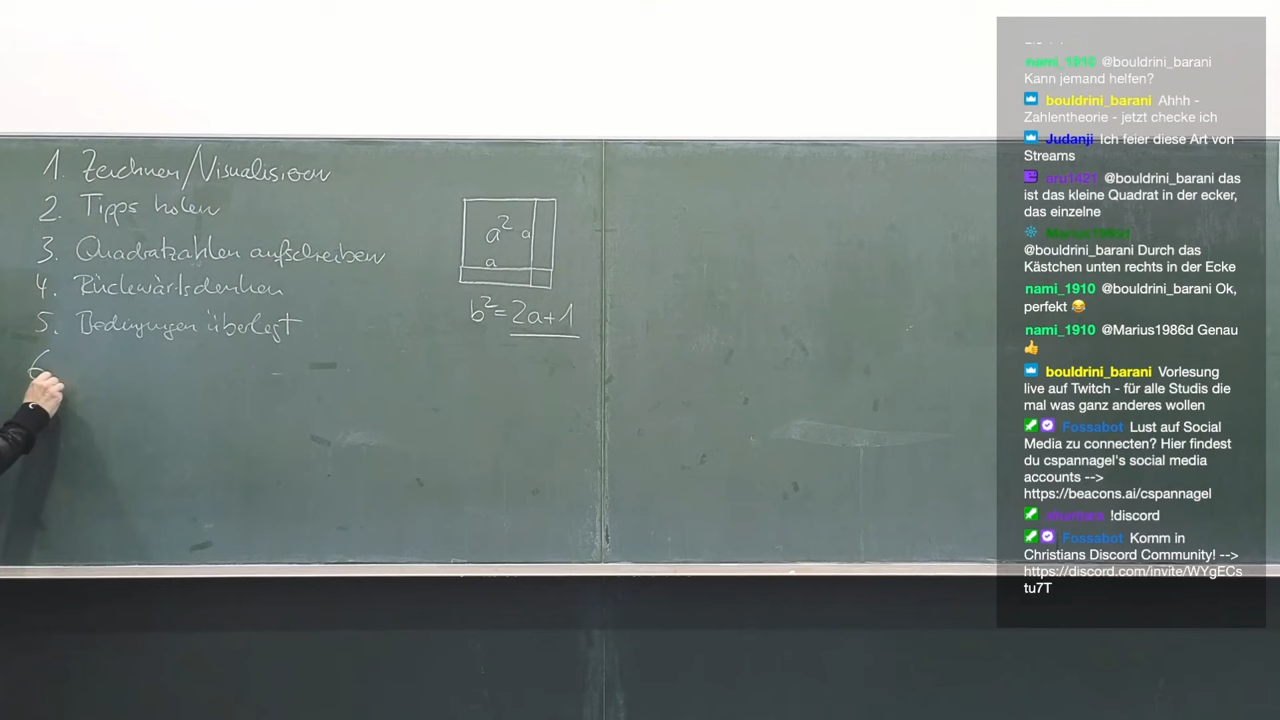 1. Zeichnen/Visualisieren
2. Tipps holen
3. Quadratzahlen aufschreiben
4. Rückwärtsdenken
5. Bedingungen überlegt
6
a² a
a
b² = 2a+1
nami_1910 @bouldrini_barani
Kann jemand helfen?
bouldrini_barani Ahhh -
Zahlentheorie - jetzt checke ich
Judanji Ich feier diese Art von
Streams
aru1421 @bouldrini_barani das
ist das kleine Quadrat in der ecker,
das einzelne
Marius1986d
@bouldrini_barani Durch das
Kästchen unten rechts in der Ecke
nami_1910 @bouldrini_barani Ok,
perfekt 😂
nami_1910 @Marius1986d Genau
👍
bouldrini_barani Vorlesung
live auf Twitch - für alle Studis die
mal was ganz anderes wollen
Fossabot Lust auf Social
Media zu connecten? Hier findest
du cspannagel's social media
accounts -->
https://beacons.ai/cspannagel
!discord
Fossabot Komm in
Christians Discord Community! -->
https://discord.com/invite/WYgECs
tu7T